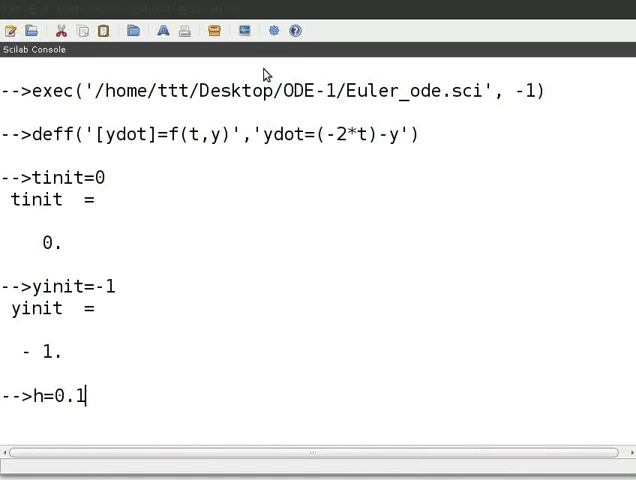 Scilab Console
-->exec('/home/ttt/Desktop/ODE-1/Euler_ode.sci', -1)
-->deff('[ydot]=f(t,y)','ydot=(-2*t)-y')
-->tinit=0
tinit  =
0.
-->yinit=-1
yinit  =
- 1.
-->h=0.1